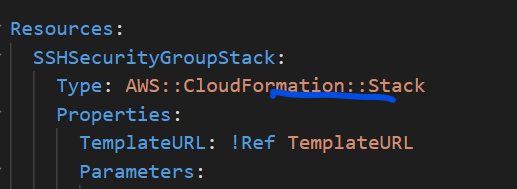 Resources:
SSHSecurityGroupStack:
Type: AWS::CloudFormation::Stack
Properties:
TemplateURL: !Ref TemplateURL
Parameters: